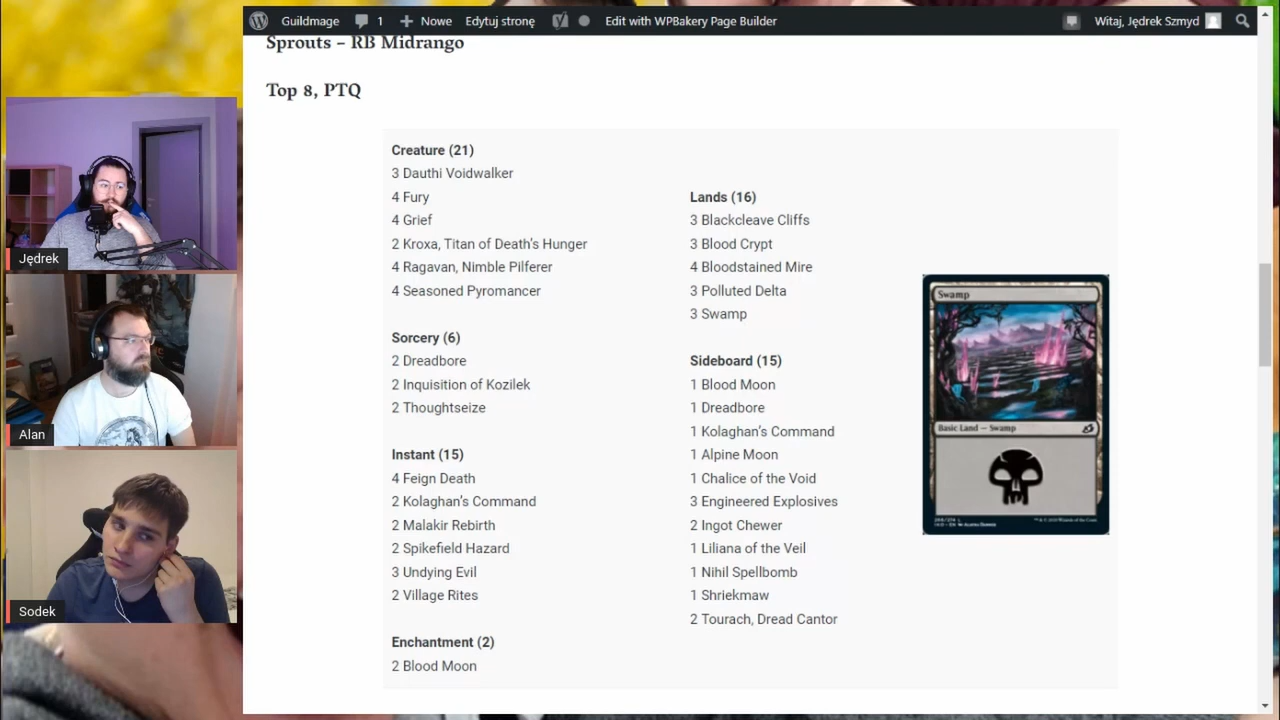 Guildmage 1 Nowe Edytuj stronę Edit with WPBakery Page Builder Witaj, Jędrek Szmyd
Sprouts – RB Midrango
Top 8, PTQ
Creature (21)
3 Dauthi Voidwalker
4 Fury
4 Grief
2 Kroxa, Titan of Death's Hunger
4 Ragavan, Nimble Pilferer
4 Seasoned Pyromancer
Sorcery (6)
2 Dreadbore
2 Inquisition of Kozilek
2 Thoughtseize
Instant (15)
4 Feign Death
2 Kolaghan's Command
2 Malakir Rebirth
2 Spikefield Hazard
3 Undying Evil
2 Village Rites
Enchantment (2)
2 Blood Moon
Lands (16)
3 Blackcleave Cliffs
3 Blood Crypt
4 Bloodstained Mire
3 Polluted Delta
3 Swamp
Sideboard (15)
1 Blood Moon
1 Dreadbore
1 Kolaghan's Command
1 Alpine Moon
1 Chalice of the Void
3 Engineered Explosives
2 Ingot Chewer
1 Liliana of the Veil
1 Nihil Spellbomb
1 Shriekmaw
2 Tourach, Dread Cantor
Swamp
Basic Land — Swamp
Jędrek
Alan
Sodek